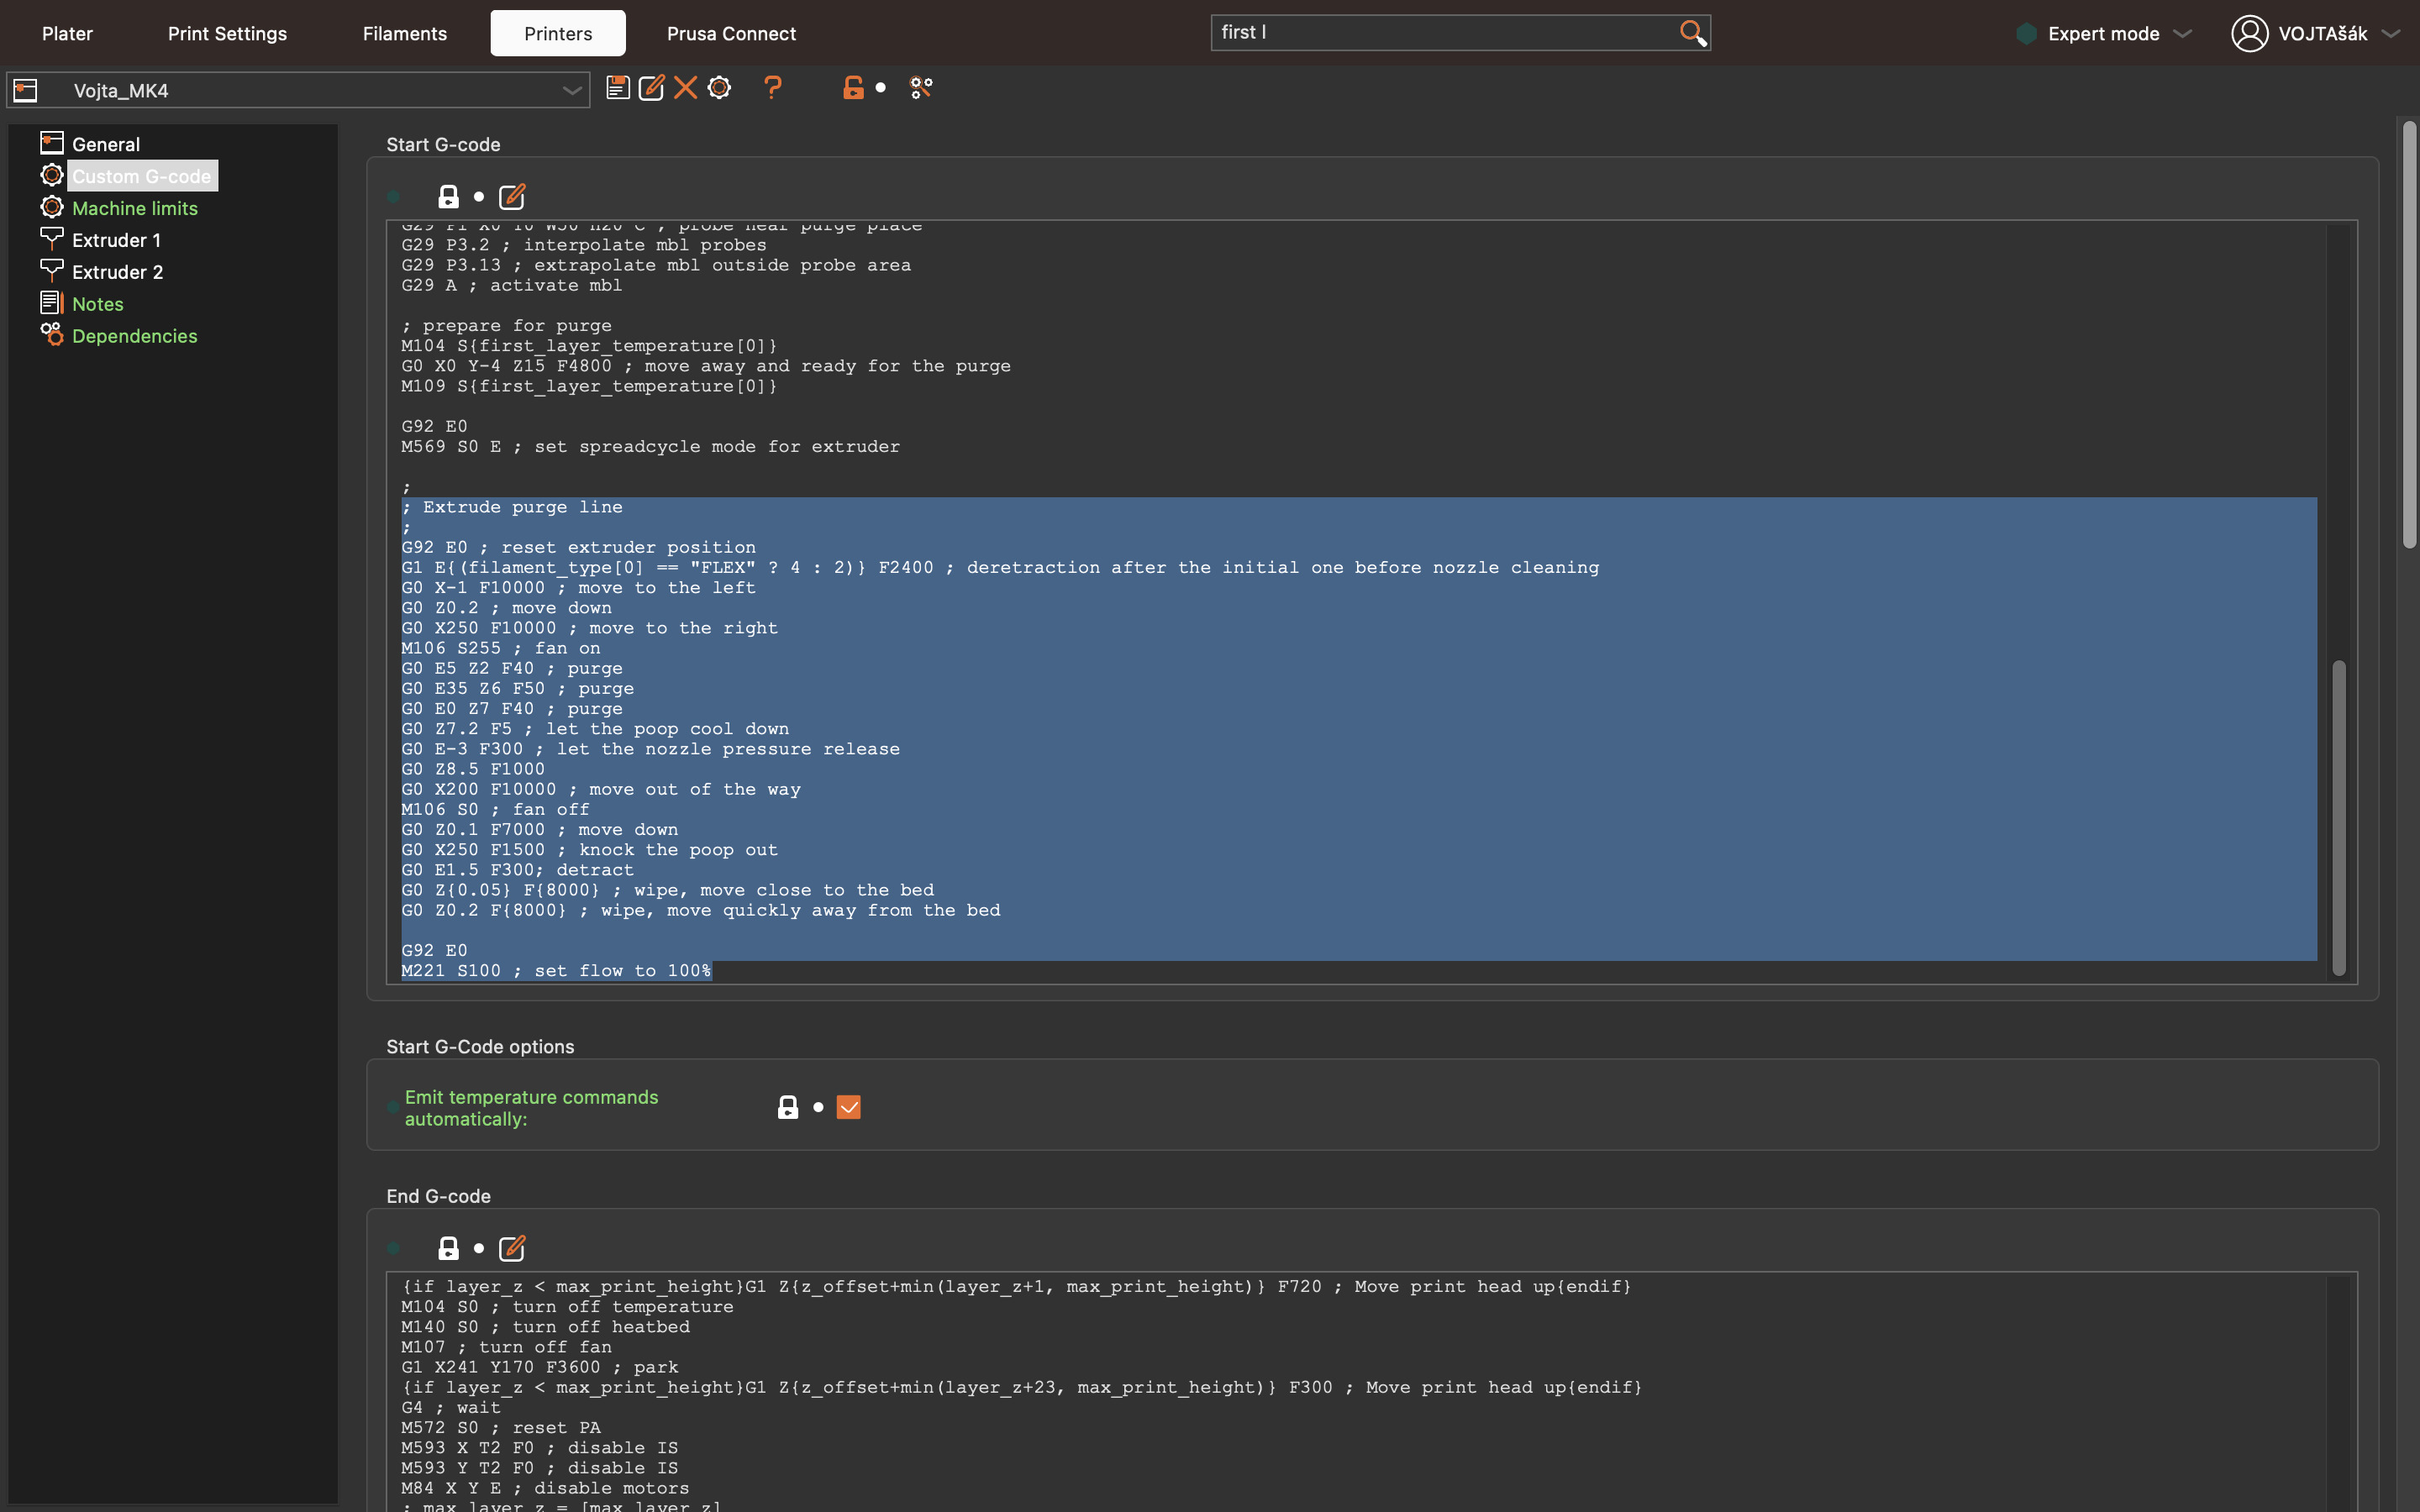 Plater
Print Settings
Filaments
Printers
Prusa Connect
first l
Expert mode
VOJTAšák
Vojta_MK4
General
Custom G-code
Machine limits
Extruder 1
Extruder 2
Notes
Dependencies
Start G-code
G29 P1 X0 Y0 W50 H20 C ; probe near purge place
G29 P3.2 ; interpolate mbl probes
G29 P3.13 ; extrapolate mbl outside probe area
G29 A ; activate mbl
; prepare for purge
M104 S{first_layer_temperature[0]}
G0 X0 Y-4 Z15 F4800 ; move away and ready for the purge
M109 S{first_layer_temperature[0]}
G92 E0
M569 S0 E ; set spreadcycle mode for extruder
;
; Extrude purge line
;
G92 E0 ; reset extruder position
G1 E{(filament_type[0] == "FLEX" ? 4 : 2)} F2400 ; deretraction after the initial one before nozzle cleaning
G0 X-1 F10000 ; move to the left
G0 Z0.2 ; move down
G0 X250 F10000 ; move to the right
M106 S255 ; fan on
G0 E5 Z2 F40 ; purge
G0 E35 Z6 F50 ; purge
G0 E0 Z7 F40 ; purge
G0 Z7.2 F5 ; let the poop cool down
G0 E-3 F300 ; let the nozzle pressure release
G0 Z8.5 F1000
G0 X200 F10000 ; move out of the way
M106 S0 ; fan off
G0 Z0.1 F7000 ; move down
G0 X250 F1500 ; knock the poop out
G0 E1.5 F300; detract
G0 Z{0.05} F{8000} ; wipe, move close to the bed
G0 Z0.2 F{8000} ; wipe, move quickly away from the bed
G92 E0
M221 S100 ; set flow to 100%
Start G-Code options
Emit temperature commands
automatically:
End G-code
{if layer_z < max_print_height}G1 Z{z_offset+min(layer_z+1, max_print_height)} F720 ; Move print head up{endif}
M104 S0 ; turn off temperature
M140 S0 ; turn off heatbed
M107 ; turn off fan
G1 X241 Y170 F3600 ; park
{if layer_z < max_print_height}G1 Z{z_offset+min(layer_z+23, max_print_height)} F300 ; Move print head up{endif}
G4 ; wait
M572 S0 ; reset PA
M593 X T2 F0 ; disable IS
M593 Y T2 F0 ; disable IS
M84 X Y E ; disable motors
; max_layer_z = [max_layer_z]